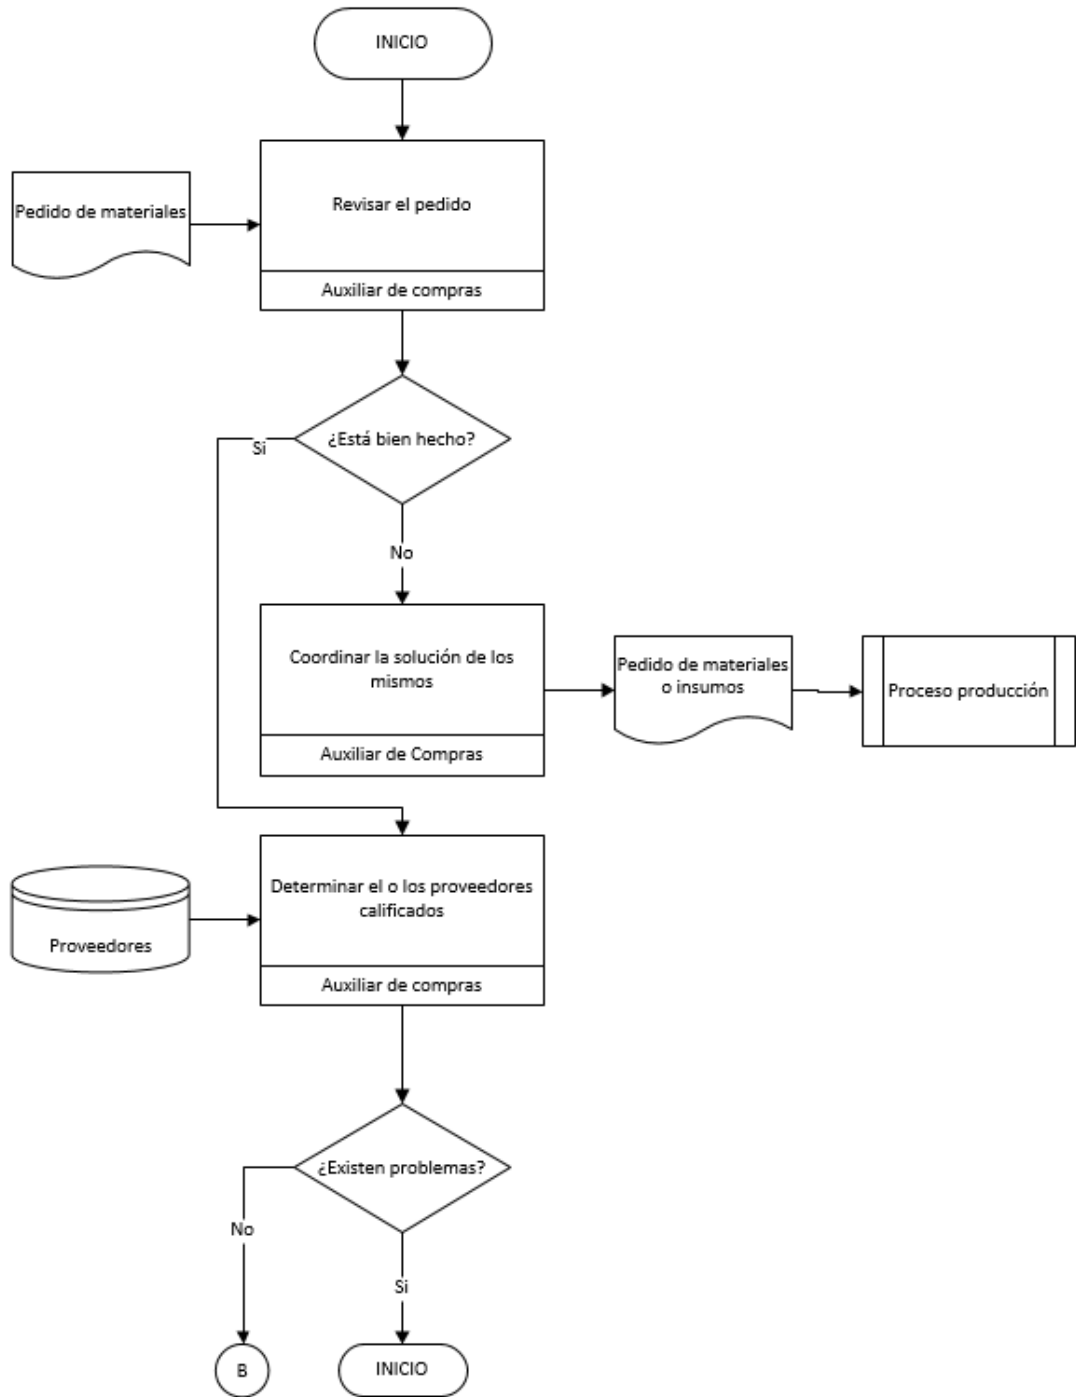 INICIO
Pedido de materiales
Revisar el pedido
Auxiliar de compras
¿Está bien hecho?
Si
No
Coordinar la solución de los
mismos
Auxiliar de Compras
Pedido de materiales
o insumos
Proceso producción
Determinar el o los proveedores
calificados
Auxiliar de compras
Proveedores
¿Existen problemas?
No
Si
B
INICIO